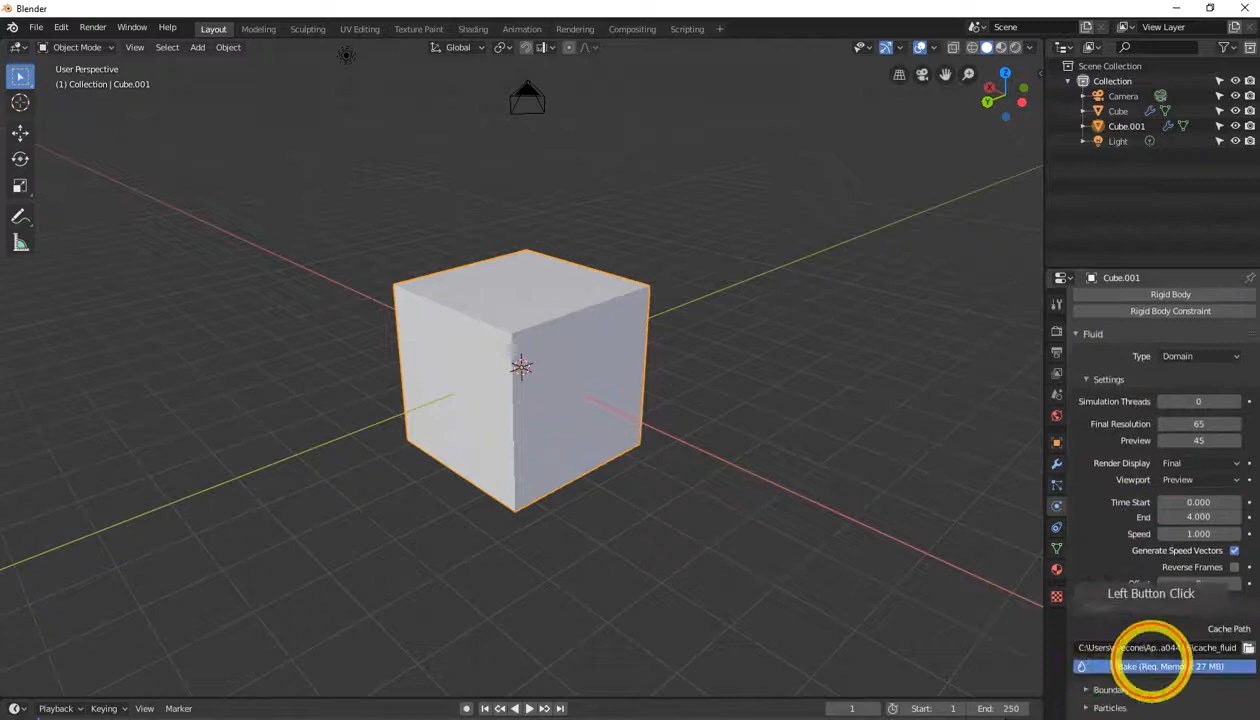 Blender
File Edit Render Window Help Layout Modeling Sculpting UV Editing Texture Paint Shading Animation Rendering Compositing Scripting + Scene View Layer
Object Mode View Select Add Object Global
User Perspective
(1) Collection | Cube.001
Z
X
Y
Scene Collection
Collection
Camera
Cube
Cube.001
Light
Cube.001
Rigid Body
Rigid Body Constraint
Fluid
Type Domain
Settings
Simulation Threads 0
Final Resolution 65
Preview 45
Render Display Final
Viewport Preview
Time Start 0.000
End 4.000
Speed 1.000
Generate Speed Vectors
Reverse Frames
Left Button Click
Cache Path
cache_fluid
27 MB)
Particles
Playback Keying View Marker 1 Start: 1 End: 250